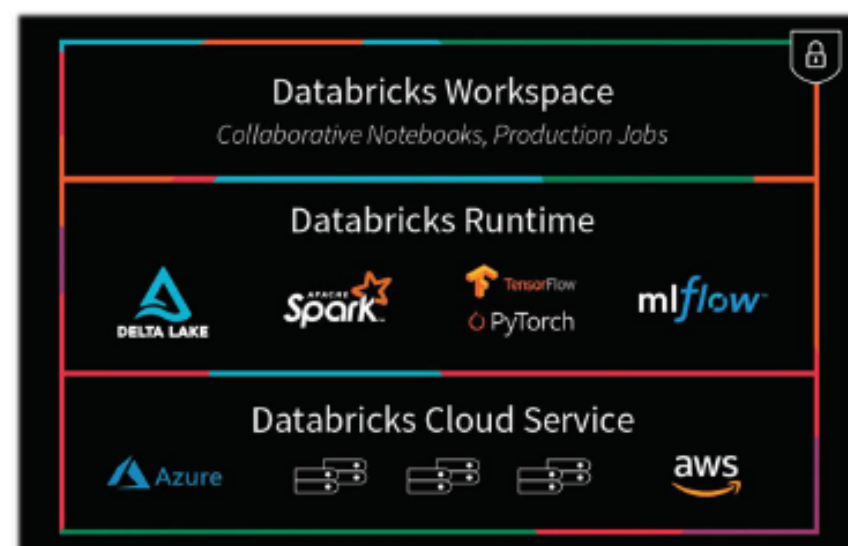 Databricks Workspace
Collaborative Notebooks, Production Jobs
Databricks Runtime
DELTA LAKE
APACHE
Spark
TensorFlow
PyTorch
mlflow
Databricks Cloud Service
Azure
aws